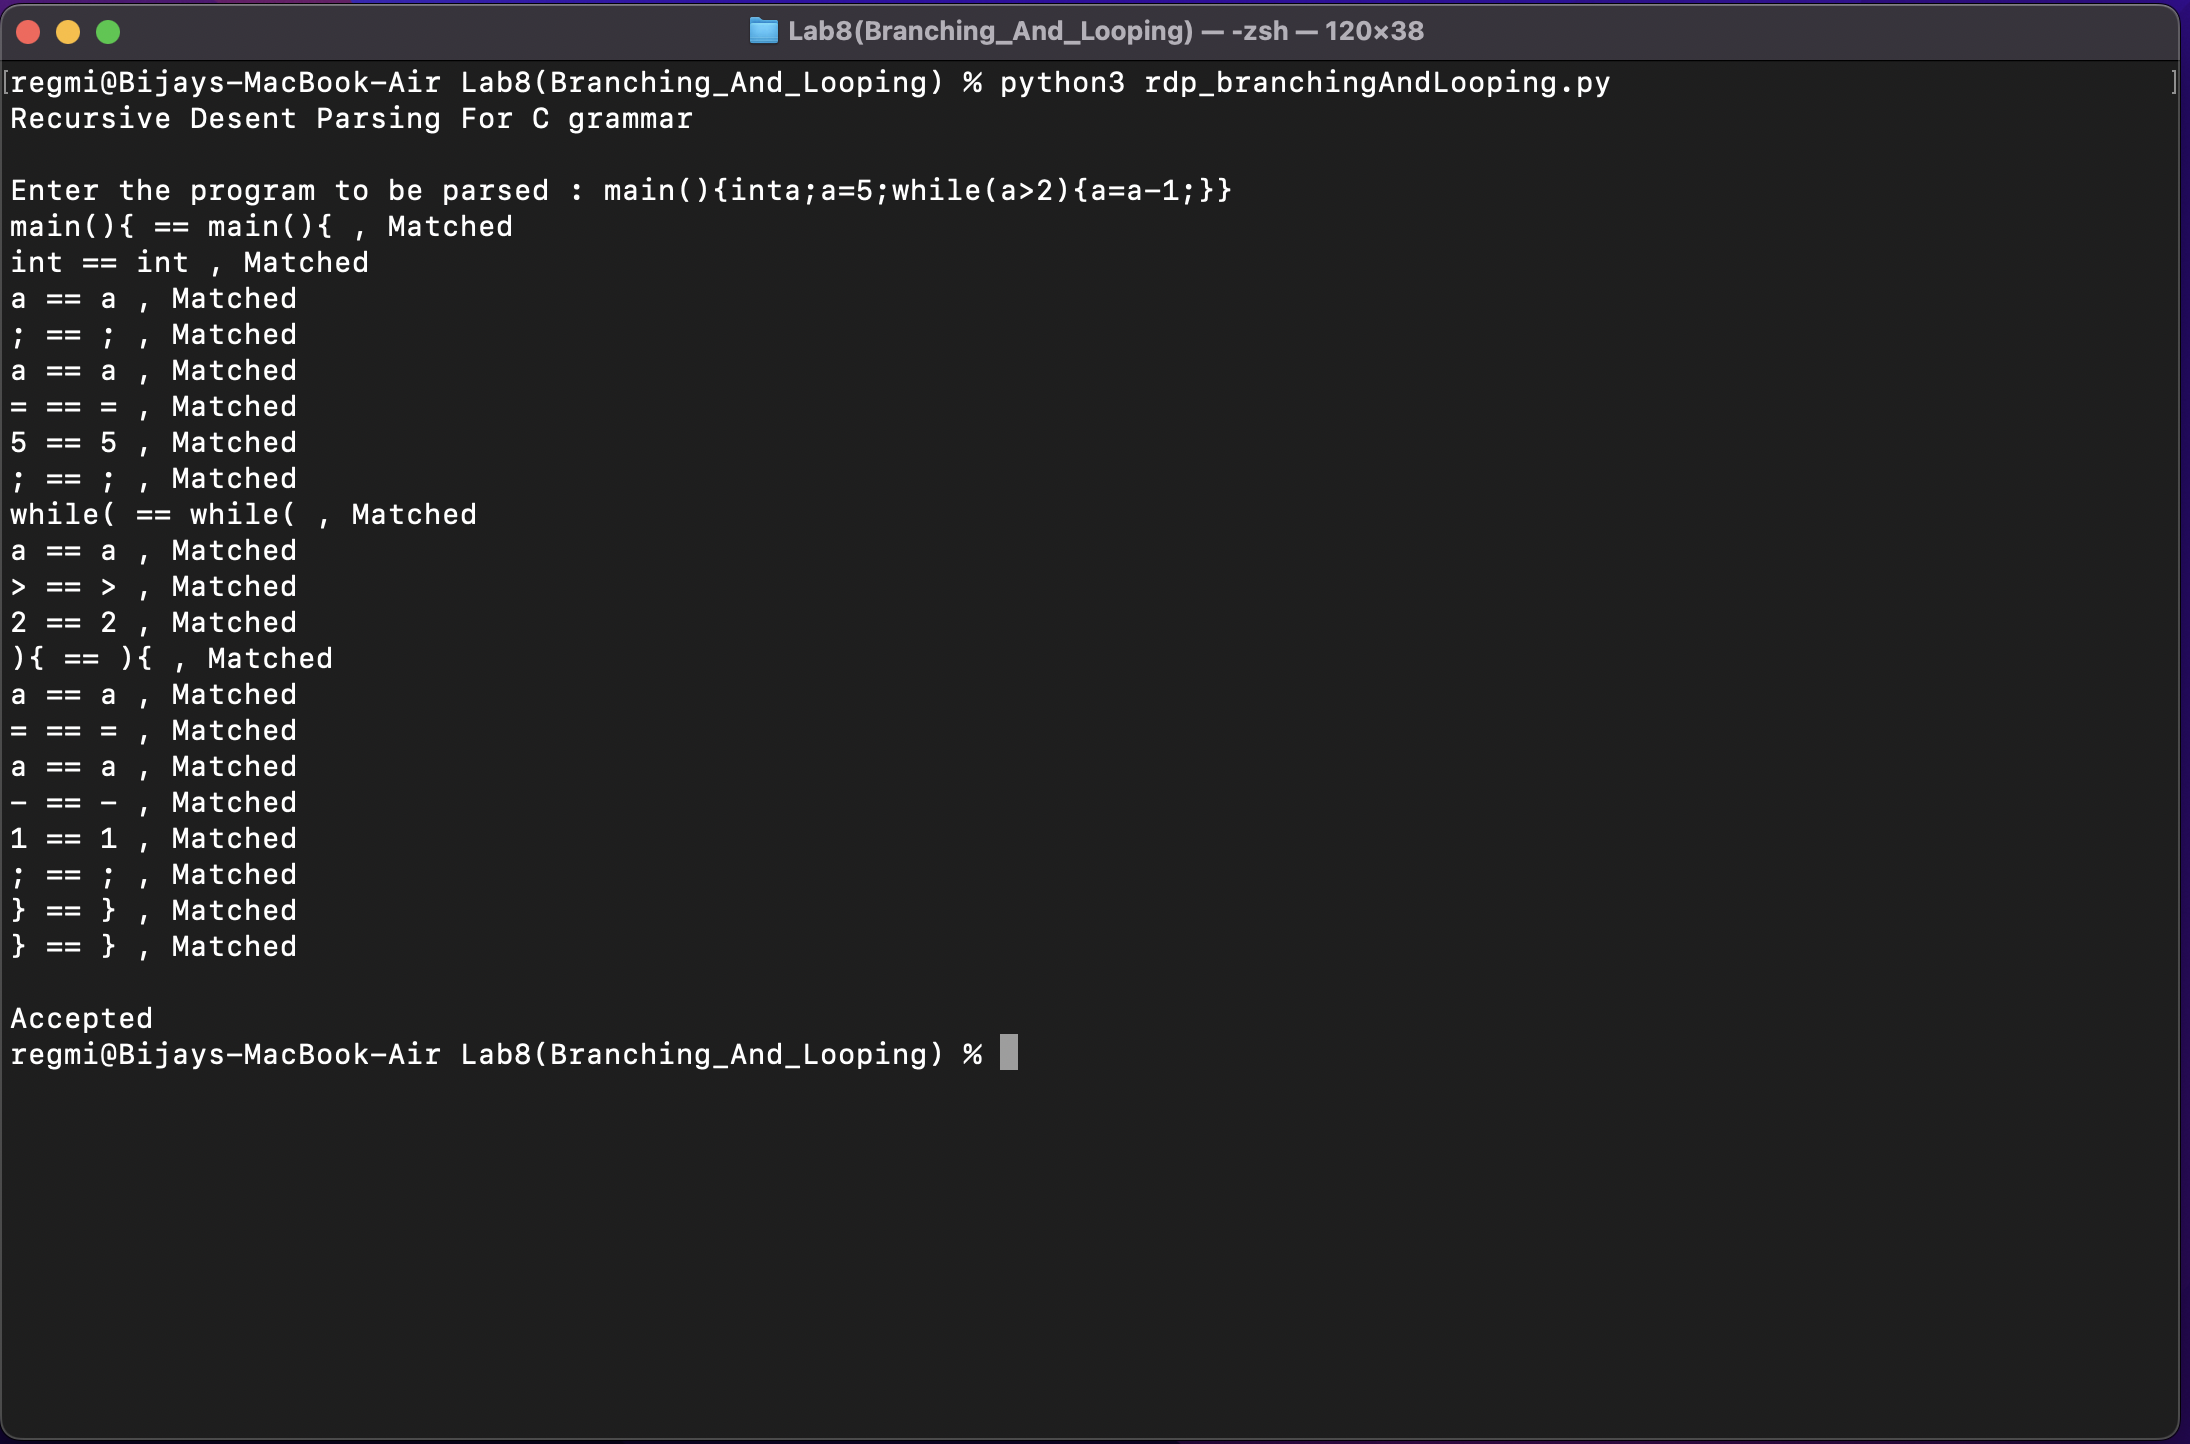 Lab8(Branching_And_Looping) — -zsh — 120×38
[regmi@Bijays-MacBook-Air Lab8(Branching_And_Looping) % python3 rdp_branchingAndLooping.py ]
Recursive Desent Parsing For C grammar
Enter the program to be parsed : main(){inta;a=5;while(a>2){a=a-1;}}
main(){ == main(){ , Matched
int == int , Matched
a == a , Matched
; == ; , Matched
a == a , Matched
= == = , Matched
5 == 5 , Matched
; == ; , Matched
while( == while( , Matched
a == a , Matched
> == > , Matched
2 == 2 , Matched
){ == ){ , Matched
a == a , Matched
= == = , Matched
a == a , Matched
- == - , Matched
1 == 1 , Matched
; == ; , Matched
} == } , Matched
} == } , Matched
Accepted
regmi@Bijays-MacBook-Air Lab8(Branching_And_Looping) %